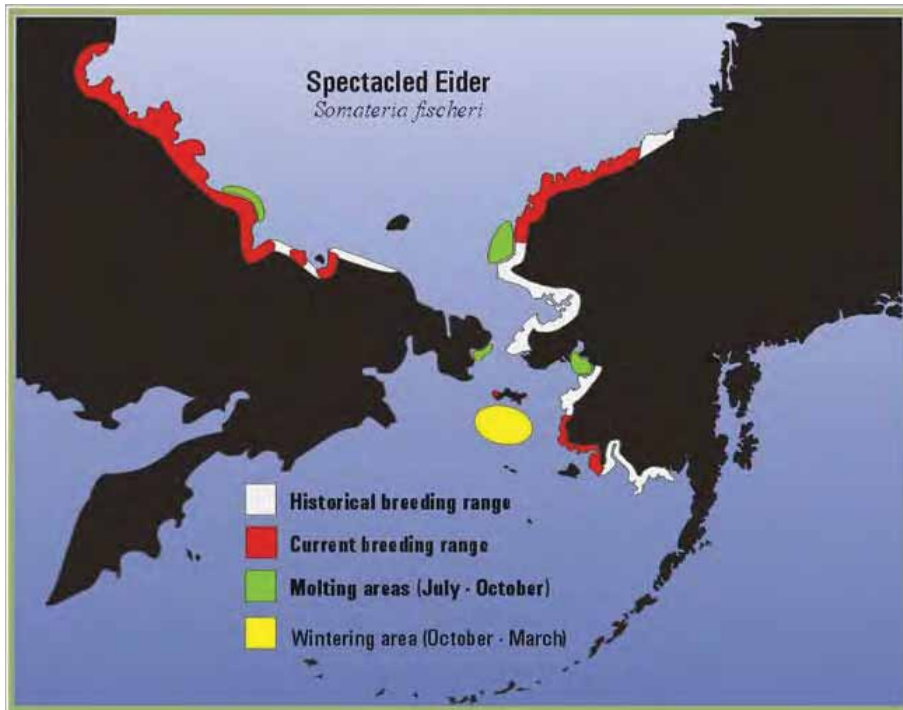 Spectacled Eider
Somateria fischeri
Historical breeding range
Current breeding range
Molting areas (July - October)
Wintering area (October - March)